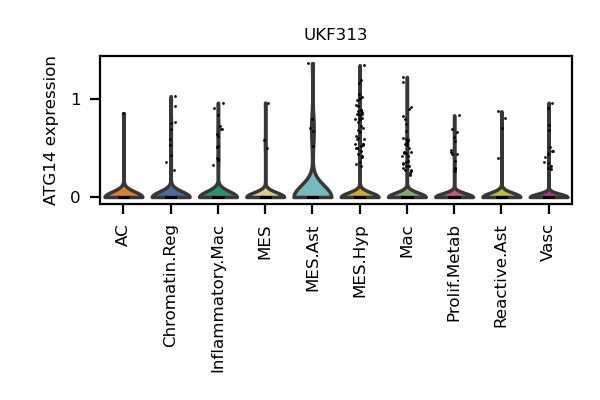 UKF313
ATG14 expression
1
0
AC
Chromatin.Reg
Inflammatory.Mac
MES
MES.Ast
MES.Hyp
Mac
Prolif.Metab
Reactive.Ast
Vasc